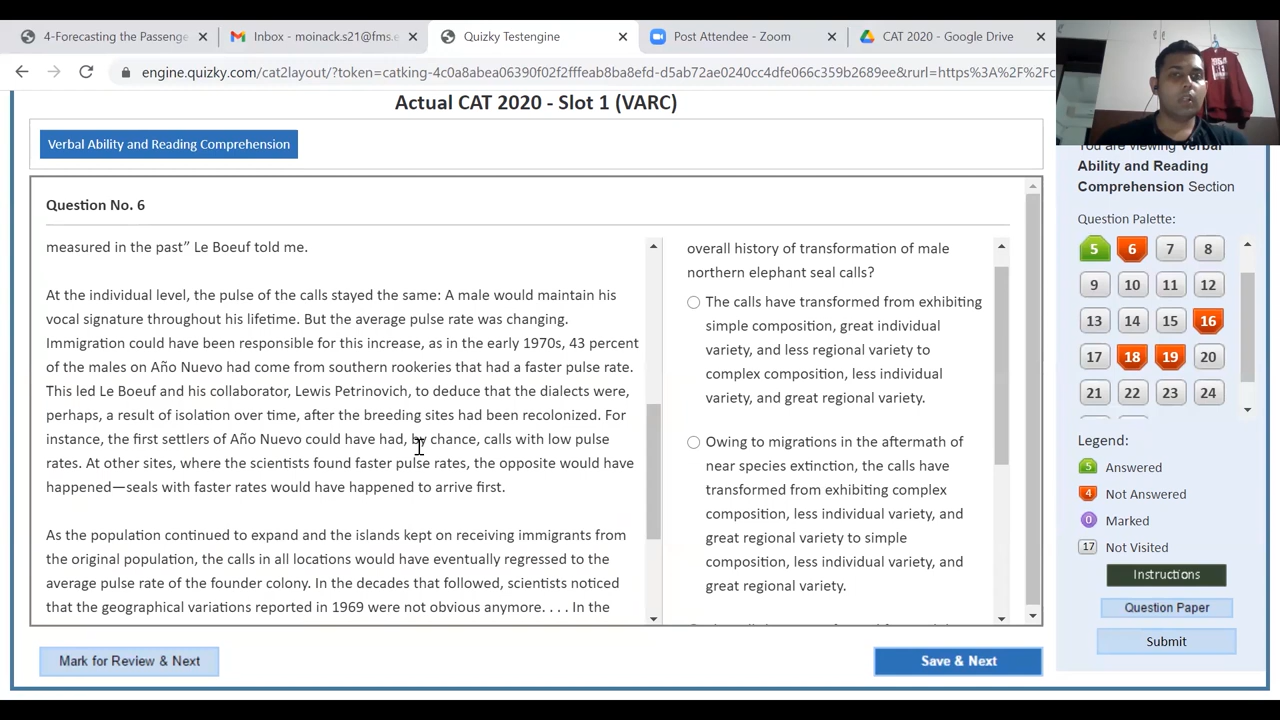 4-Forecasting the Passenge
Inbox - moinack.s21@fms.e
Quizky Testengine
Post Attendee - Zoom
CAT 2020 - Google Drive
engine.quizky.com/cat2layout/?token=catking-4c0a8abea06390f02f2fffeab8ba8efd-d5ab72ae0240cc4dfe066c359b2689ee&rurl=https%3A%2F%2Fc
Actual CAT 2020 - Slot 1 (VARC)
Verbal Ability and Reading Comprehension
Question No. 6
measured in the past” Le Boeuf told me.
At the individual level, the pulse of the calls stayed the same: A male would maintain his
vocal signature throughout his lifetime. But the average pulse rate was changing.
Immigration could have been responsible for this increase, as in the early 1970s, 43 percent
of the males on Año Nuevo had come from southern rookeries that had a faster pulse rate.
This led Le Boeuf and his collaborator, Lewis Petrinovich, to deduce that the dialects were,
perhaps, a result of isolation over time, after the breeding sites had been recolonized. For
instance, the first settlers of Año Nuevo could have had, by chance, calls with low pulse
rates. At other sites, where the scientists found faster pulse rates, the opposite would have
happened—seals with faster rates would have happened to arrive first.
As the population continued to expand and the islands kept on receiving immigrants from
the original population, the calls in all locations would have eventually regressed to the
average pulse rate of the founder colony. In the decades that followed, scientists noticed
that the geographical variations reported in 1969 were not obvious anymore. . . . In the
overall history of transformation of male
northern elephant seal calls?
The calls have transformed from exhibiting
simple composition, great individual
variety, and less regional variety to
complex composition, less individual
variety, and great regional variety.
Owing to migrations in the aftermath of
near species extinction, the calls have
transformed from exhibiting complex
composition, less individual variety, and
great regional variety to simple
composition, less individual variety, and
great regional variety.
Mark for Review & Next
Save & Next
You are viewing Verbal
Ability and Reading
Comprehension Section
Question Palette:
5 6 7 8
9 10 11 12
13 14 15 16
17 18 19 20
21 22 23 24
Legend:
5 Answered
4 Not Answered
0 Marked
17 Not Visited
Instructions
Question Paper
Submit